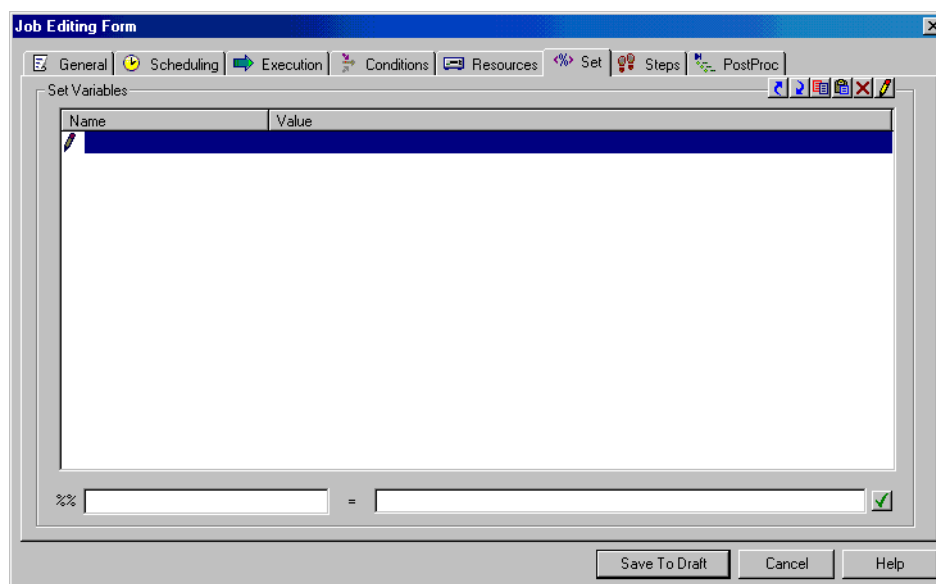 Job Editing Form
General Scheduling Execution Conditions Resources <%> Set Steps PostProc
Set Variables
Name Value
%% =
Save To Draft Cancel Help